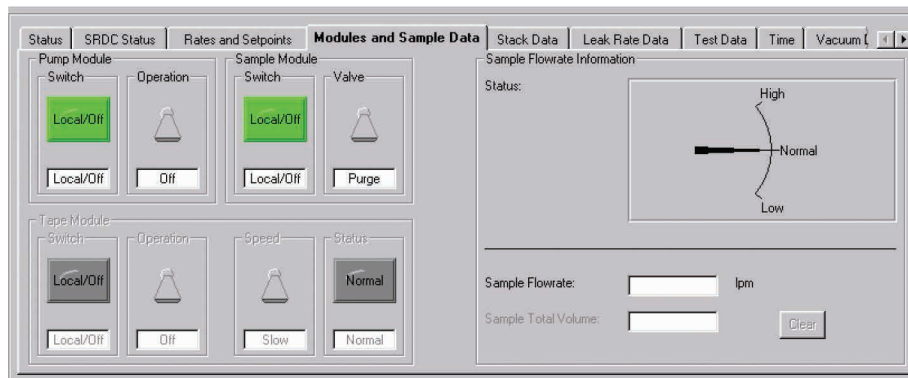 Status SRDC Status Rates and Setpoints Modules and Sample Data Stack Data Leak Rate Data Test Data Time Vacuum
Pump Module
Switch
Local/Off
Local/Off
Operation
Off
Sample Module
Switch
Local/Off
Local/Off
Valve
Purge
Tape Module
Switch
Local/Off
Local/Off
Operation
Off
Speed
Slow
Status
Normal
Normal
Sample Flowrate Information
Status:
High
Normal
Low
Sample Flowrate: lpm
Sample Total Volume:
Clear